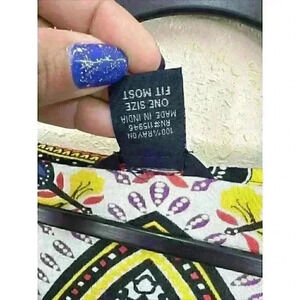 100% RAYON
RN#115946
MADE IN INDIA
ONE SIZE
FIT MOST